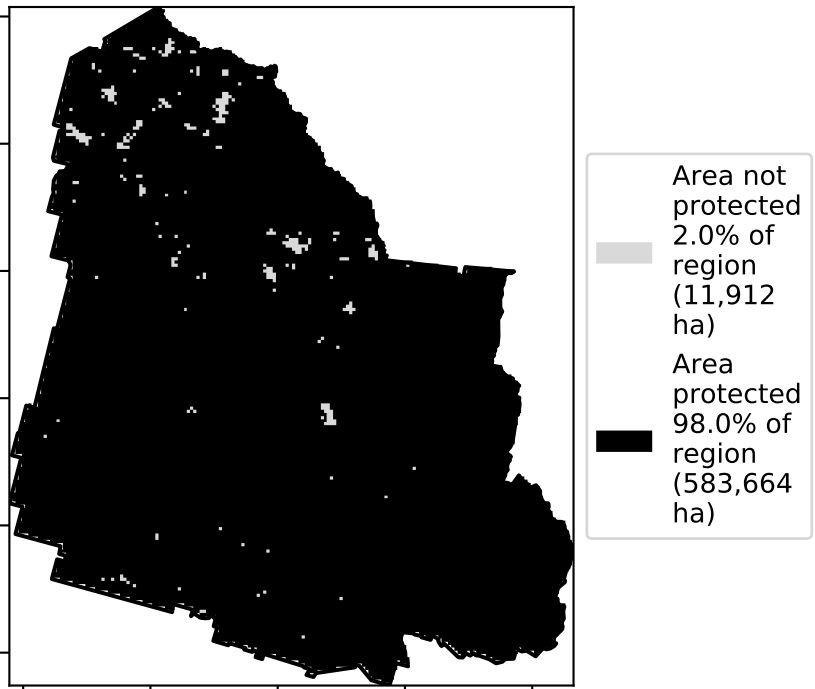 Area not
protected
2.0% of
region
(11,912
ha)
Area
protected
98.0% of
region
(583,664
ha)